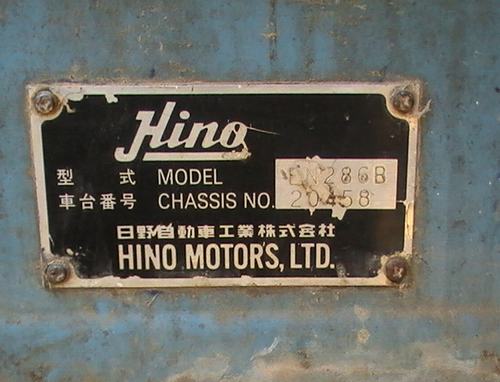 Hino
型 式 MODEL EN286B
車台番号 CHASSIS NO. 20458
日野自動車工業株式会社
HINO MOTORS, LTD.